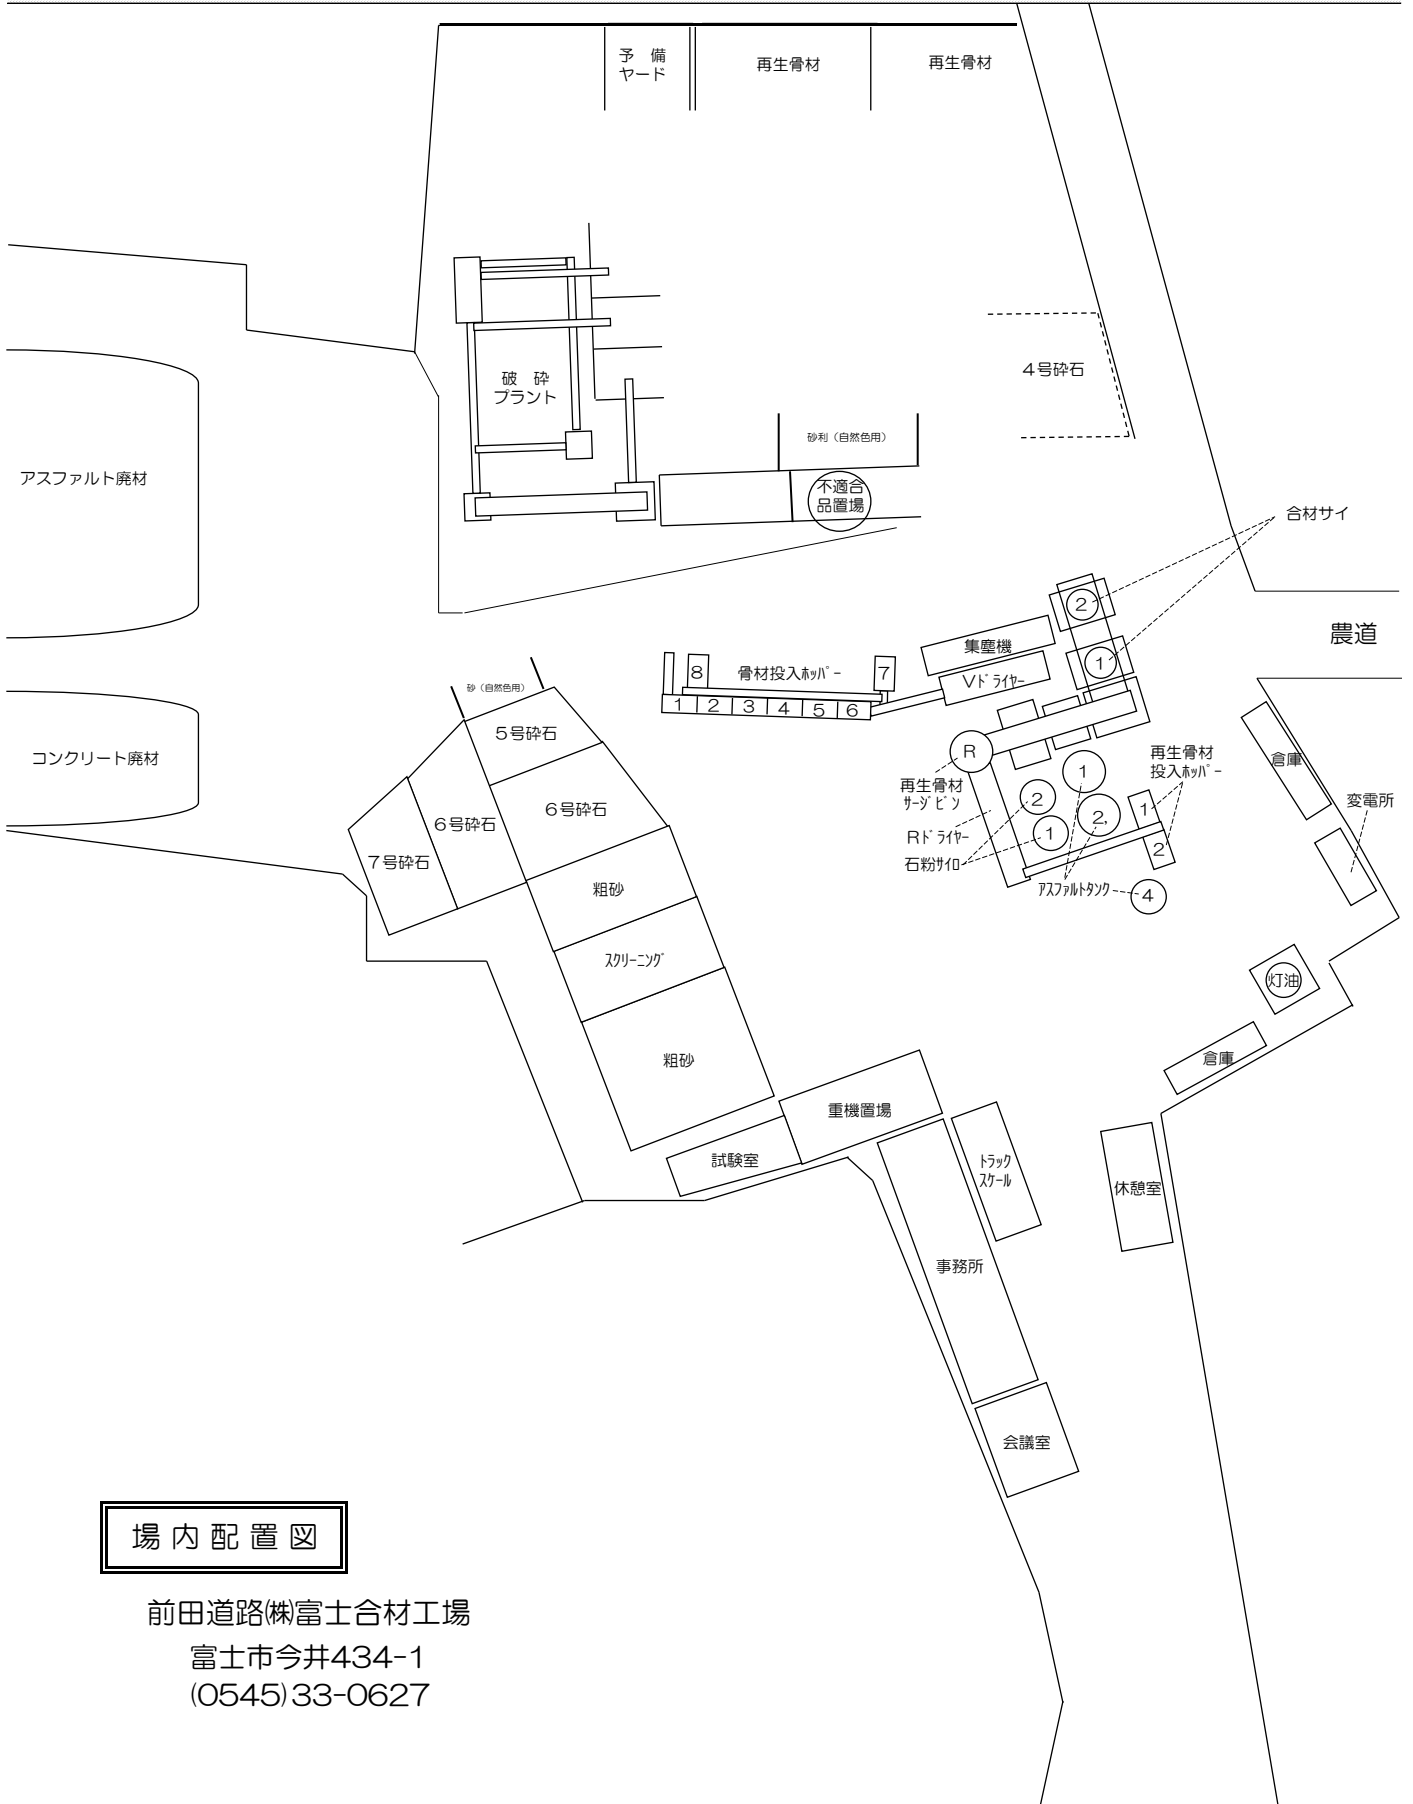 予 備
ヤード
再生骨材
再生骨材
破 砕
プラント
4号砕石
砂利（自然色用）
アスファルト廃材
不適合
品置場
合材サイ
2
農道
集塵機
1
8
骨材投入ﾎｯﾊﾟｰ
7
Vﾄﾞﾗｲﾔｰ
砂（自然色用）
1
2
3
4
5
6
5号砕石
R
再生骨材
投入ﾎｯﾊﾟｰ
コンクリート廃材
倉庫
1
再生骨材
ｻｰｼﾞﾋﾞﾝ
2
変電所
6号砕石
6号砕石
2,
1
1
Rﾄﾞﾗｲﾔｰ
2
7号砕石
石粉ｻｲﾛ
粗砂
ｱｽﾌｧﾙﾄﾀﾝｸ
4
ｽｸﾘｰﾆﾝｸﾞ
灯油
粗砂
倉庫
重機置場
試験室
ﾄﾗｯｸ
ｽｹｰﾙ
休憩室
事務所
会議室
場内配置図
前田道路㈱富士合材工場
富士市今井434-1
(0545)33-0627